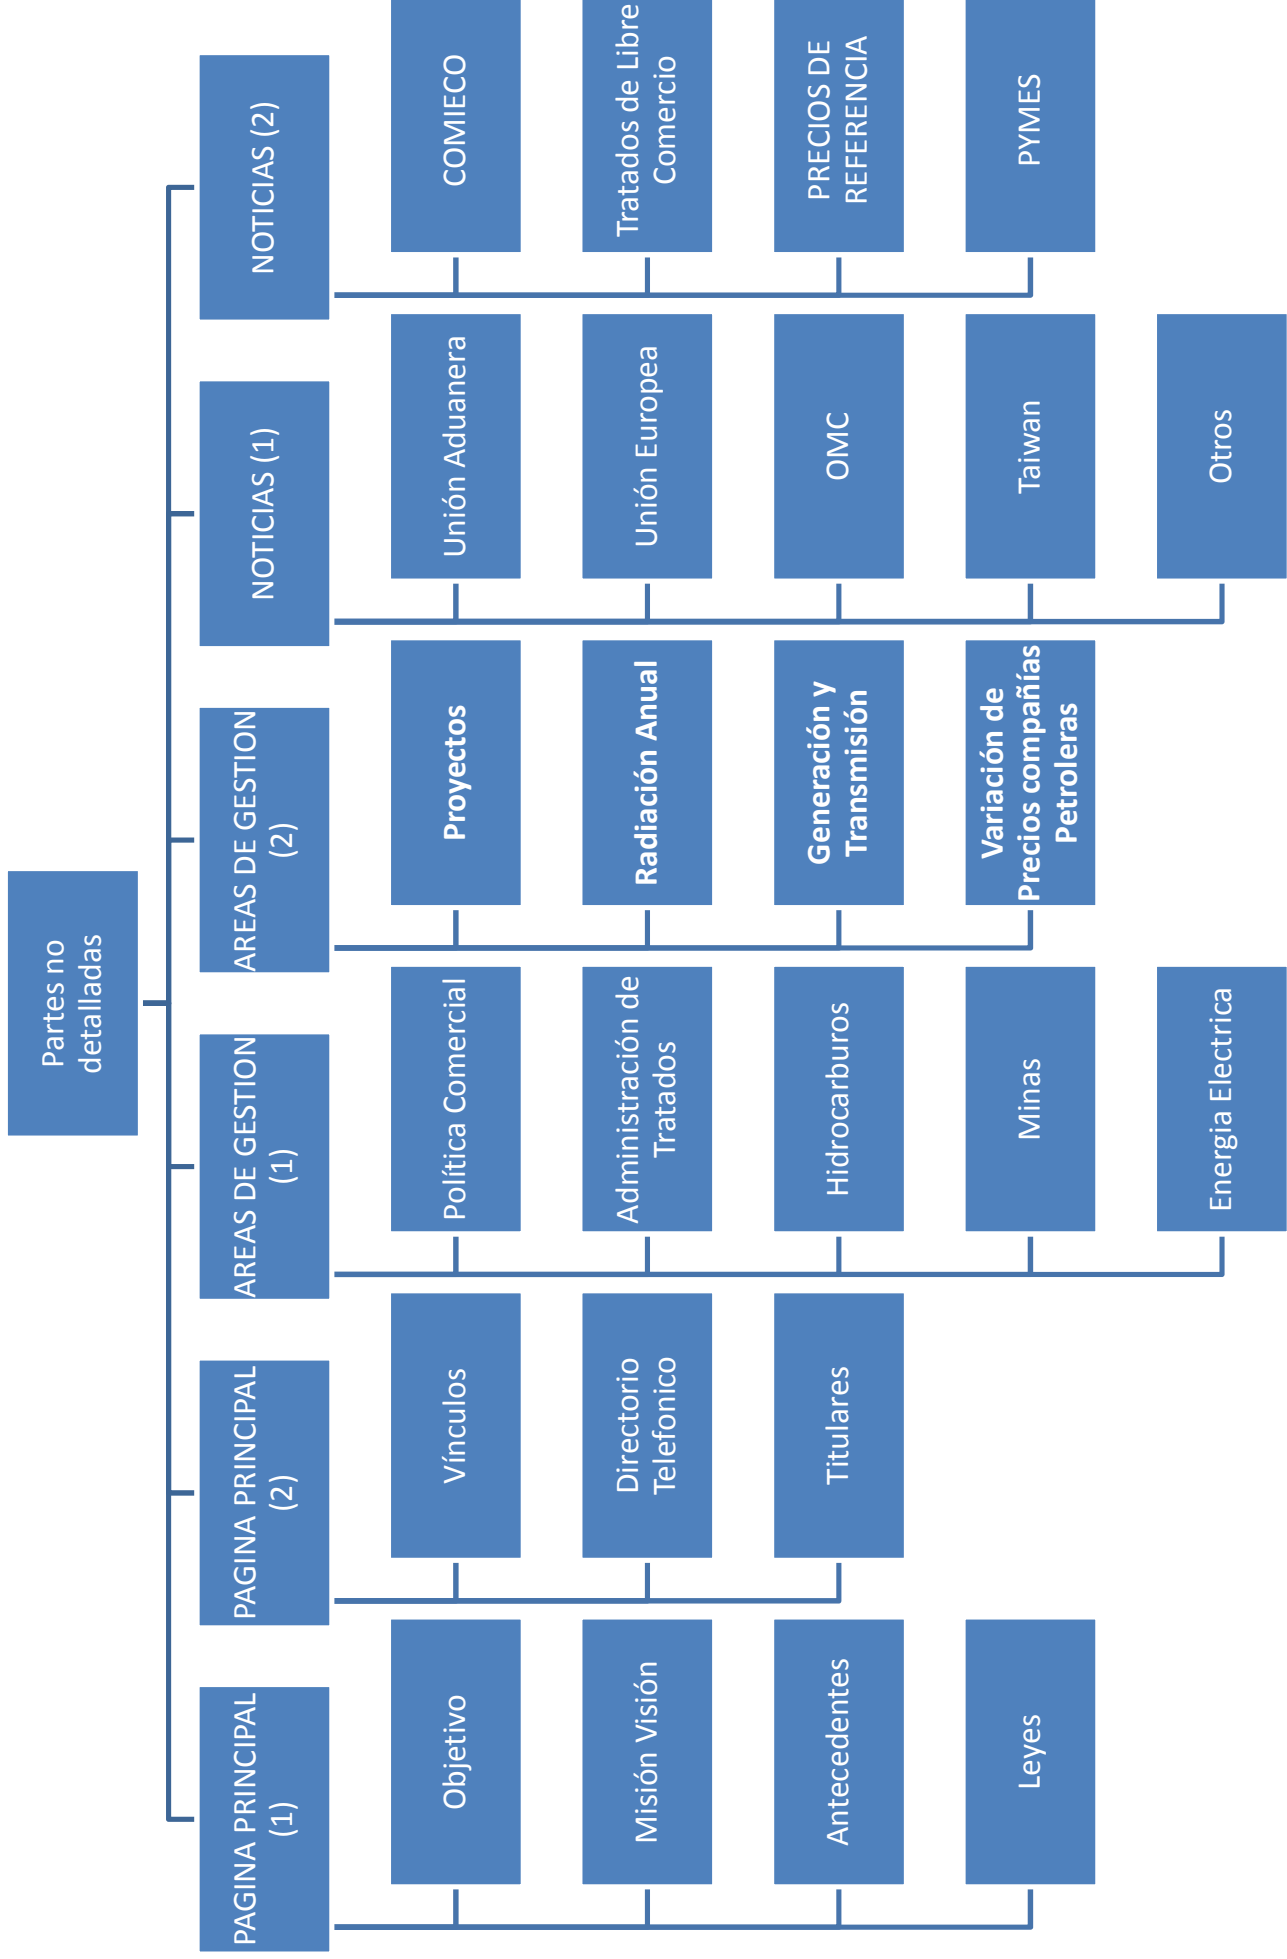 Partes no
detalladas
PAGINA PRINCIPAL
(1)
Objetivo
Misión Visión
Antecedentes
Leyes
PAGINA PRINCIPAL
(2)
Vínculos
Directorio
Telefonico
Titulares
AREAS DE GESTION
(1)
Política Comercial
Administración de
Tratados
Hidrocarburos
Minas
Energia Electrica
AREAS DE GESTION
(2)
Proyectos
Radiación Anual
Generación y
Transmisión
Variación de
Precios compañías
Petroleras
NOTICIAS (1)
Unión Aduanera
Unión Europea
OMC
Taiwan
Otros
NOTICIAS (2)
COMIECO
Tratados de Libre
Comercio
PRECIOS DE
REFERENCIA
PYMES